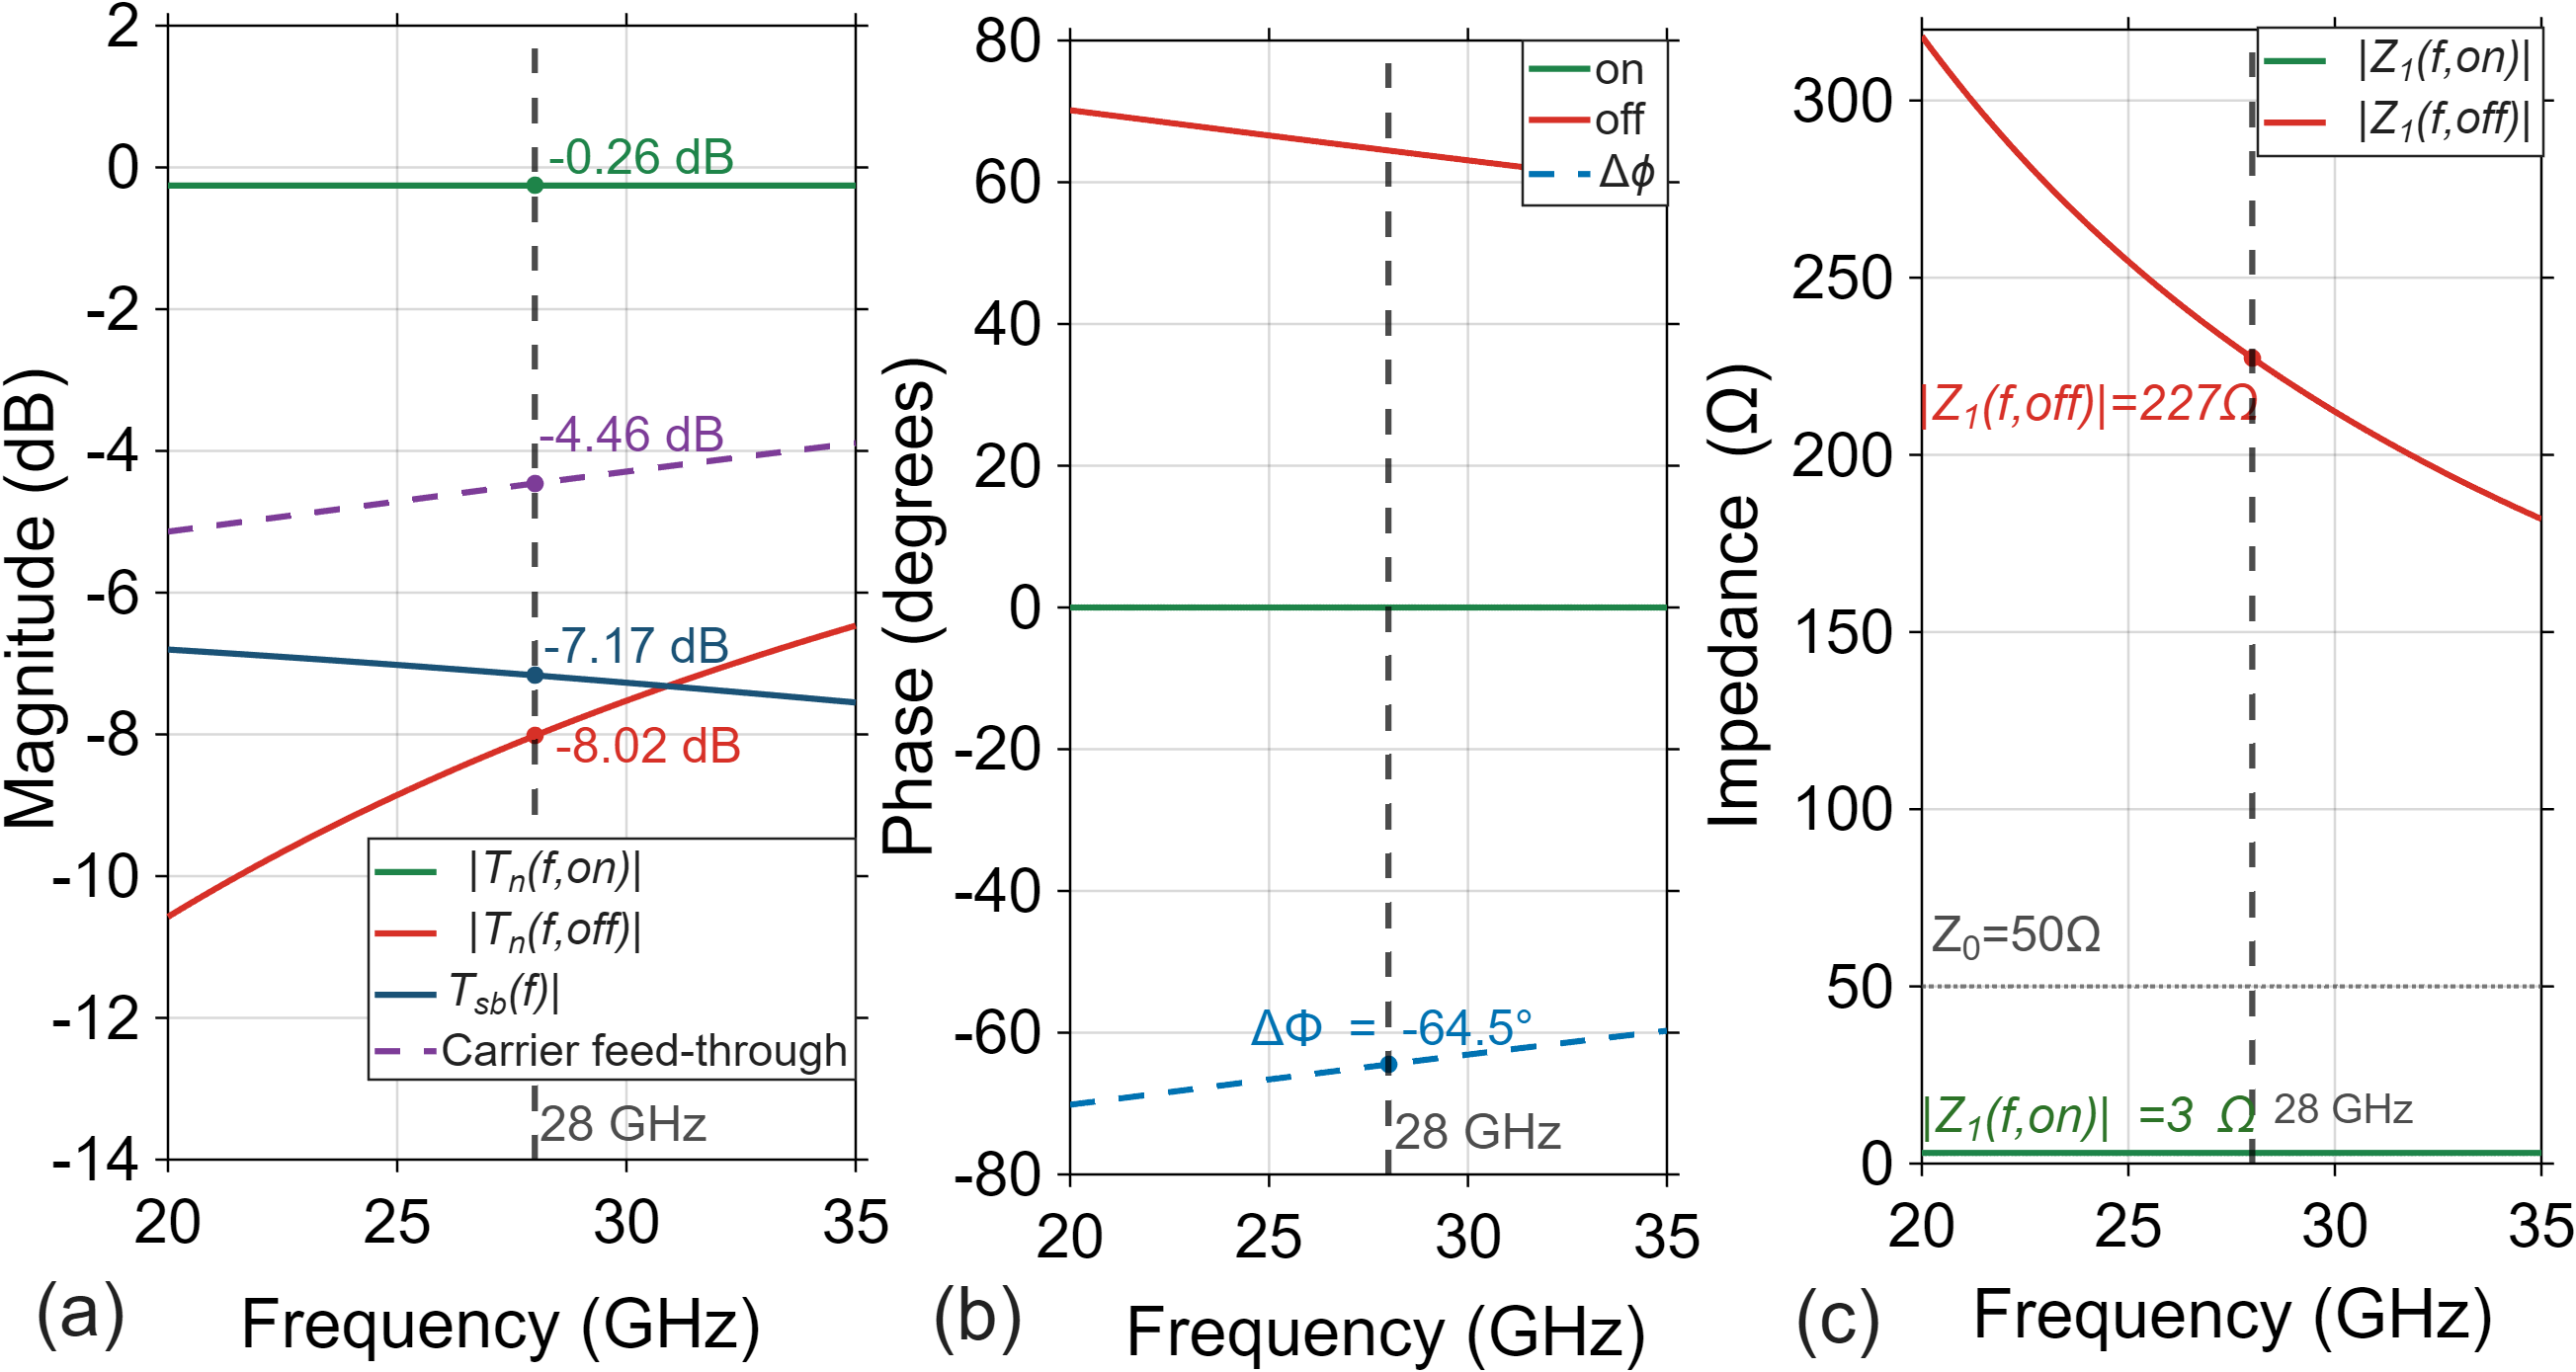 2
0
-2
-4
-6
-8
-10
-12
-14
20
25
30
35
Magnitude (dB)
Frequency (GHz)
(a)
-0.26 dB
-4.46 dB
-7.17 dB
-8.02 dB
|Tn(f,on)|
|Tn(f,off)|
Tsb(f)|
Carrier feed-through
28 GHz
80
60
40
20
0
-20
-40
-60
-80
20
25
30
35
Phase (degrees)
Frequency (GHz)
(b)
on
off
Δϕ
ΔΦ = -64.5°
28 GHz
300
250
200
150
100
50
0
20
25
30
35
Impedance (Ω)
Frequency (GHz)
(c)
|Z1(f,on)|
|Z1(f,off)|
|Z1(f,off)|=227Ω
Z0=50Ω
|Z1(f,on)| =3 Ω
28 GHz